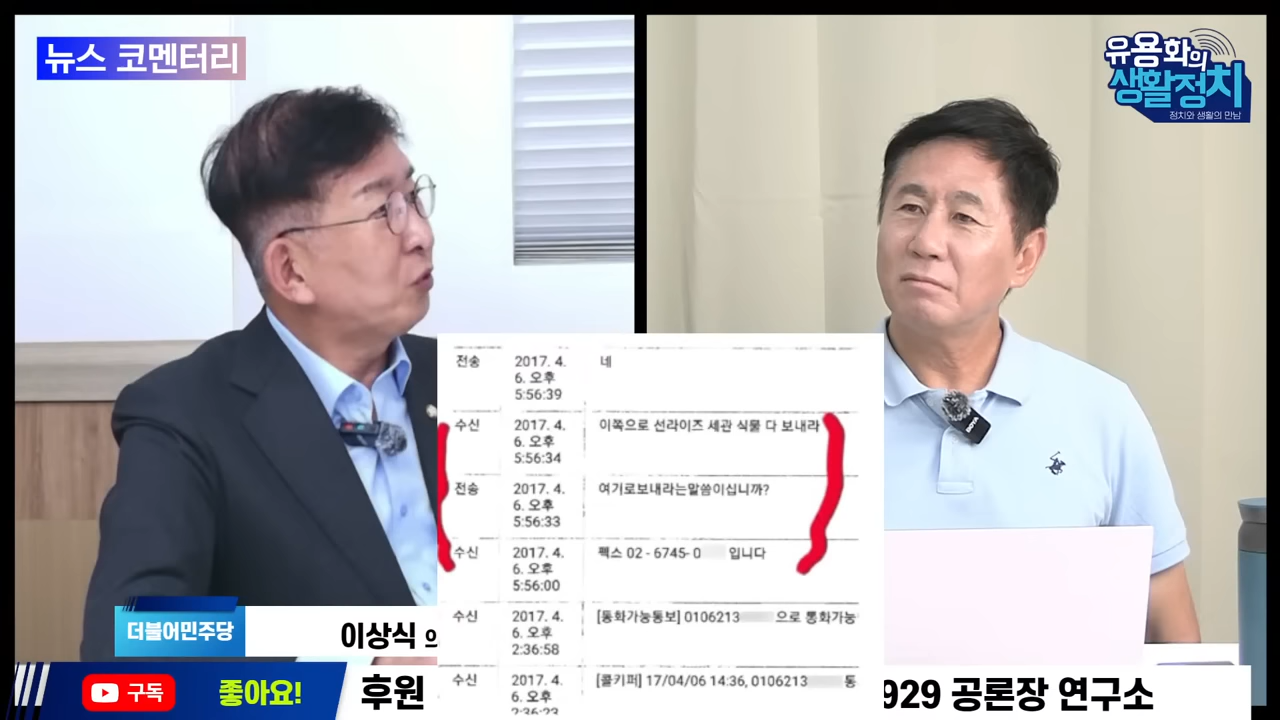 뉴스 코멘터리
유용화의
생활정치
정치와 생활의 만남
전송 2017. 4. 네
6. 오후
5:56:39
수신 2017. 4. 이쪽으로 선라이즈 세관 식물 다 보내라
6. 오후
5:56:34
전송 2017. 4. 여기로보내라는말씀이십니까?
6. 오후
5:56:33
수신 2017. 4. 펙스 02 - 6745- 0 입니다
6. 오후
5:56:00
수신 2017. 4. [통화가능통보] 0106213 으로 통화가능
6. 오후
2:36:58
수신 2017. 4. [콜키퍼] 17/04/06 14:36, 0106213 통
6. 오후
2:36:23
BOYA
더불어민주당
이상식 의
구독 좋아요!
후원 929 공론장 연구소